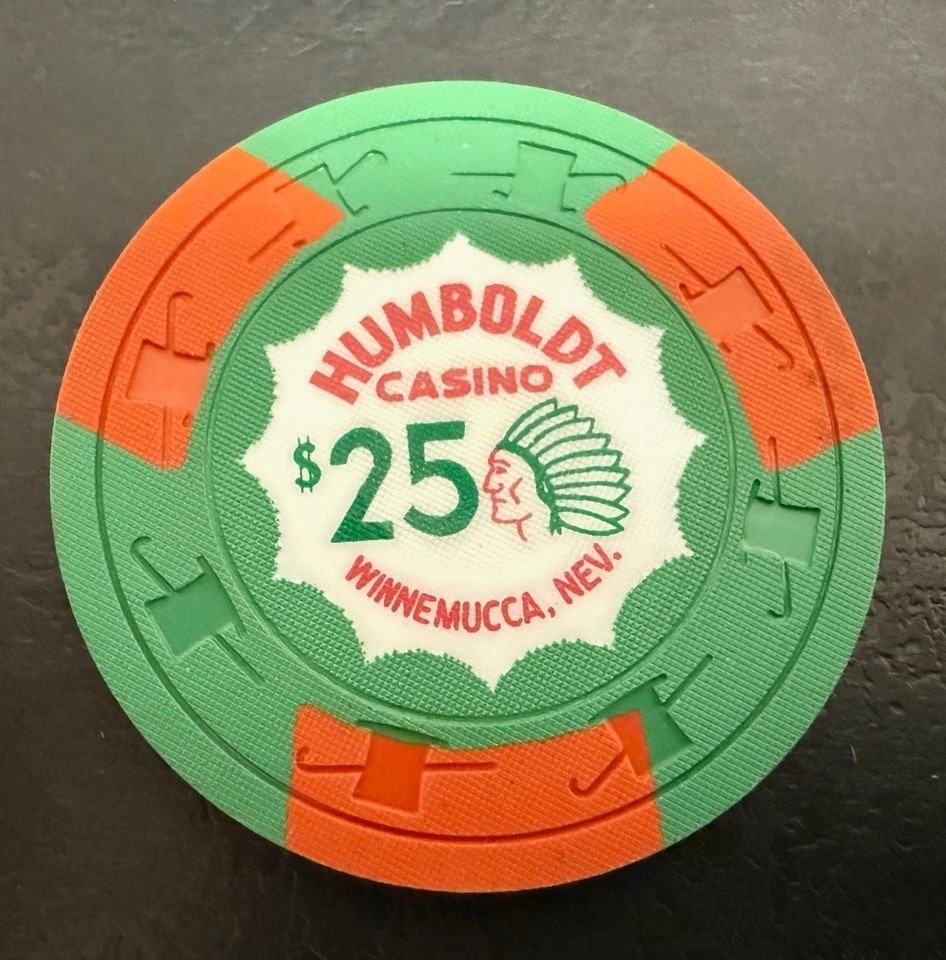 HUMBOLDT
CASINO
$25
WINNEMUCCA, NEV.